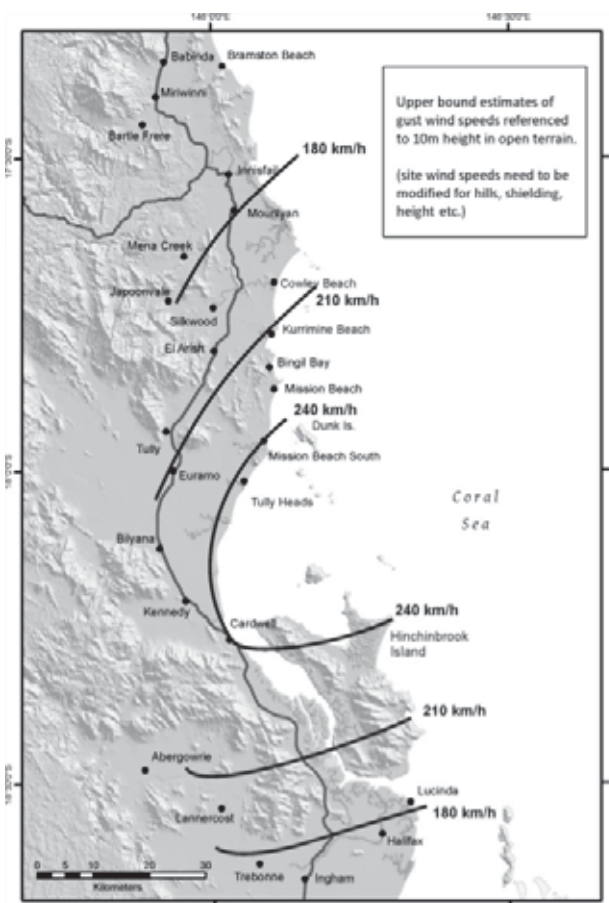 146°00'
146°30'
Babinda
Bramston Beach
Miriwinni
Bartle Frere
Upper bound estimates of
gust wind speeds referenced
to 10m height in open terrain.
(site wind speeds need to be
modified for hills, shielding,
height etc.)
180 km/h
17°30'S
Innisfail
Mourilyan
Mena Creek
Cowley Beach
Japoonvale
210 km/h
Silkwood
Kurrimine Beach
El Arish
Bingil Bay
Mission Beach
240 km/h
Dunk Is.
Tully
Mission Beach South
18°00'S
Euramo
Tully Heads
Coral
Sea
Bilyana
Kennedy
Cardwell
240 km/h
Hinchinbrook
Island
210 km/h
Abergowrie
18°30'S
Lucinda
180 km/h
Lannercost
Halifax
0 5 10 20 30
Kilometers
Trebonne
Ingham